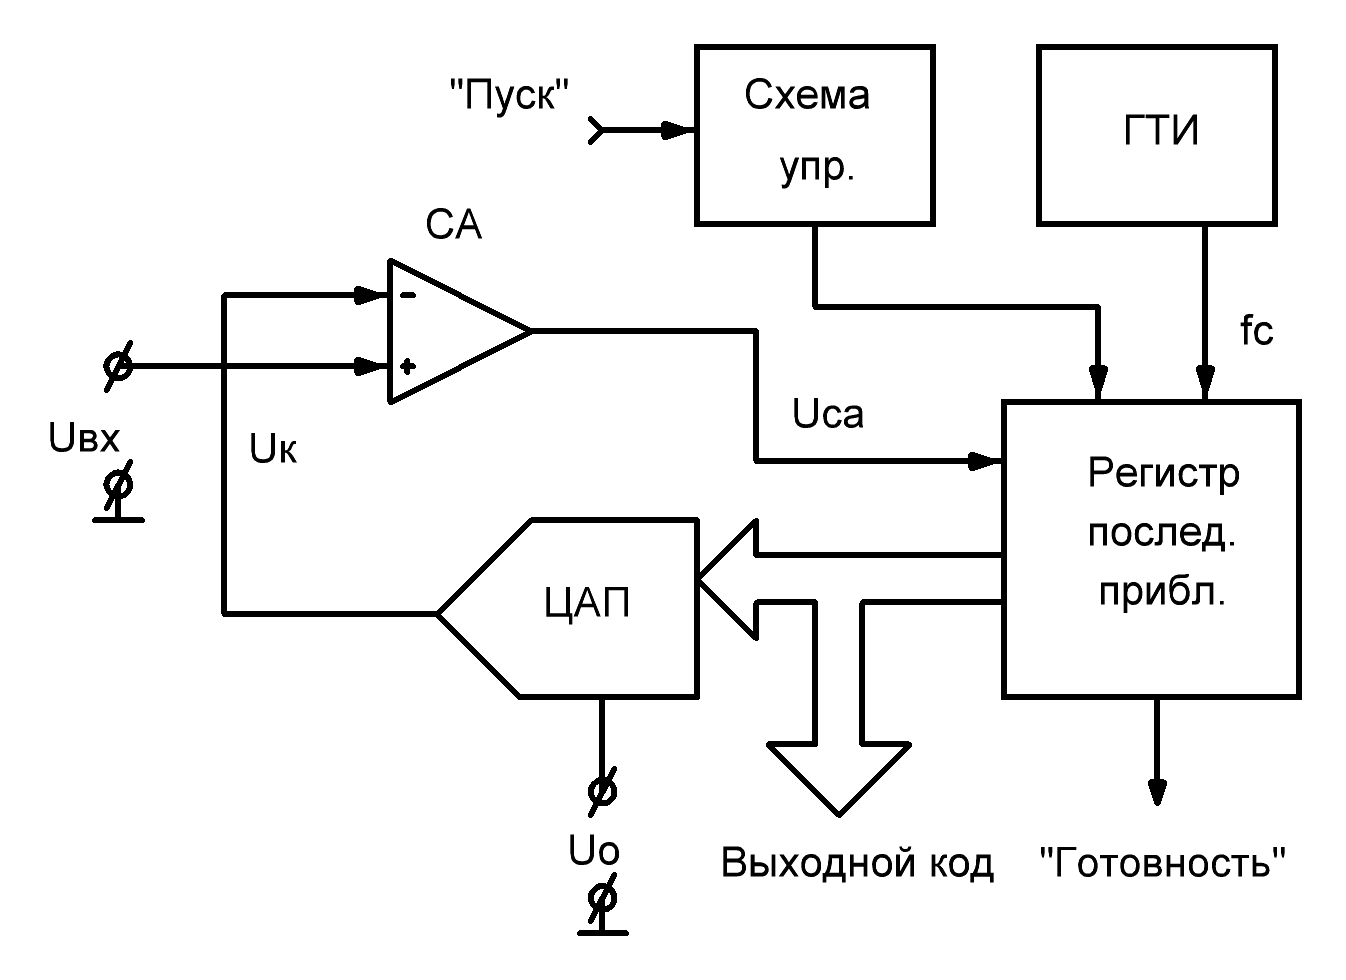 "Пуск"
Схема
упр.
ГТИ
СА
-
+
fc
Uвх
Uк
Uса
Регистр
послед.
прибл.
ЦАП
Uо
Выходной код
"Готовность"